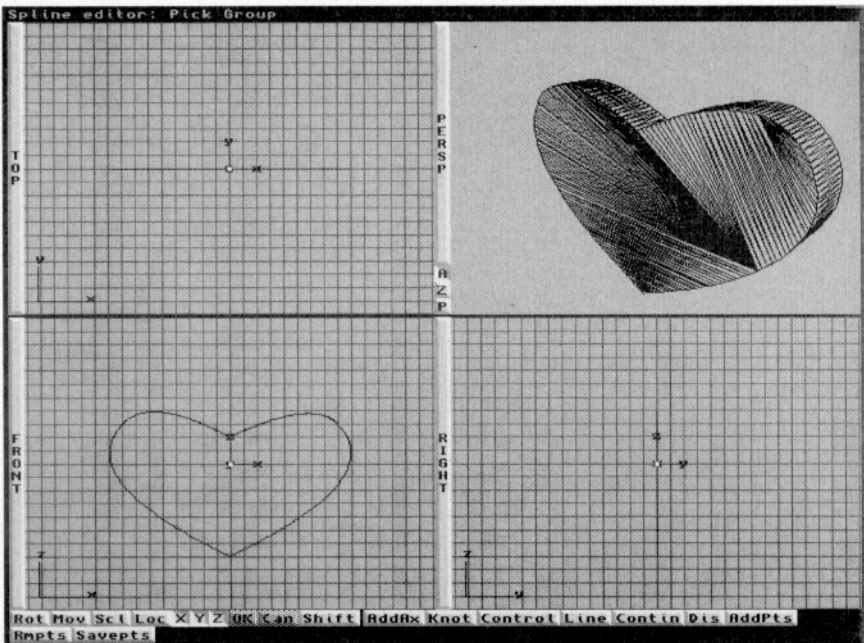 Spline editor: Pick Group
TOP
y
x
y
x
PERSP
A
Z
P
FRONT
z
x
z
x
RIGHT
z
y
z
y
Rot Mov Scl Loc X Y Z OK Can Shift AddAx Knot Control Line Contin Dis AddPts
Rmpts Savepts